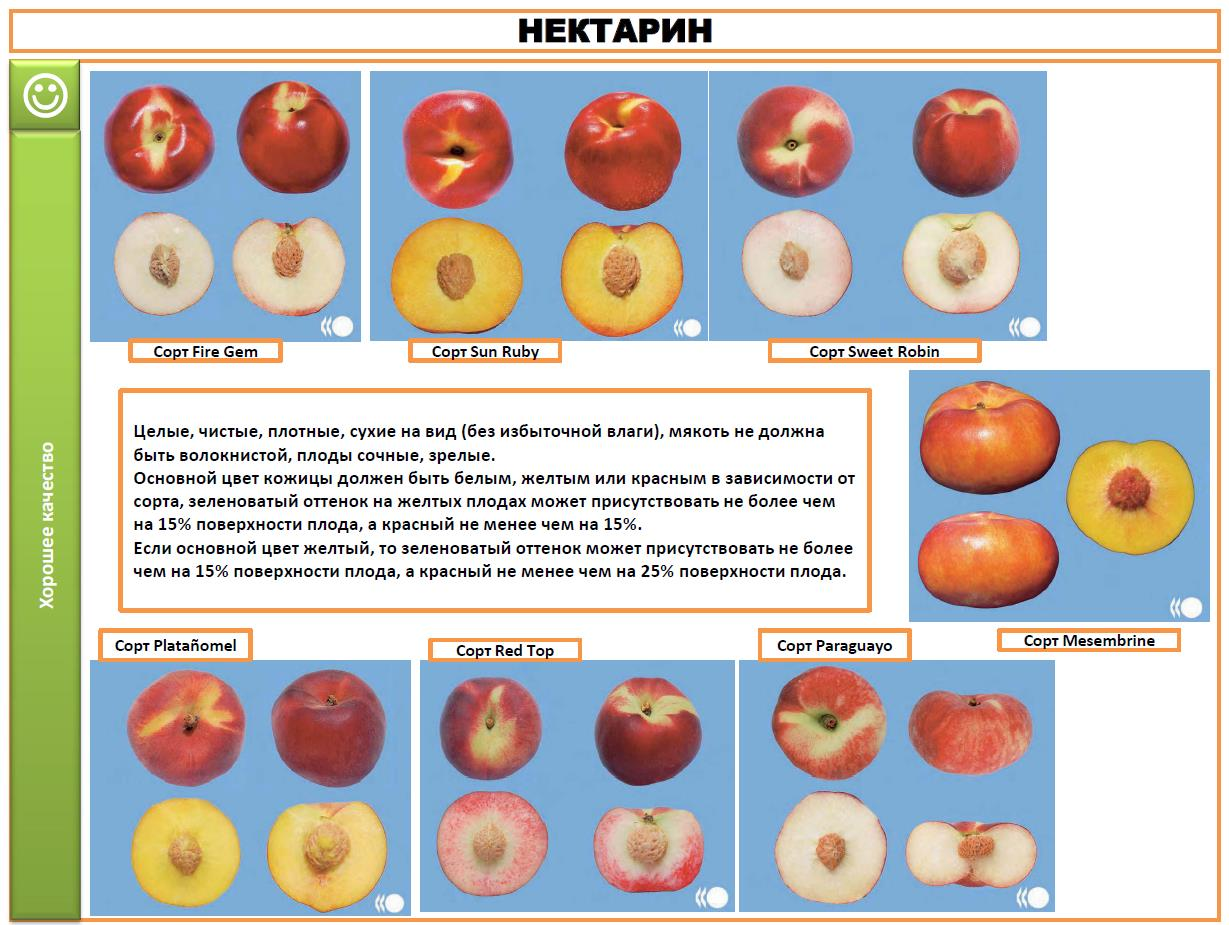 НЕКТАРИН
Хорошее качество
Сорт Fire Gem
Сорт Sun Ruby
Сорт Sweet Robin
Целые, чистые, плотные, сухие на вид (без избыточной влаги), мякоть не должна
быть волокнистой, плоды сочные, зрелые.
Основной цвет кожицы должен быть белым, желтым или красным в зависимости от
сорта, зеленоватый оттенок на желтых плодах может присутствовать не более чем
на 15% поверхности плода, а красный не менее чем на 15%.
Если основной цвет желтый, то зеленоватый оттенок может присутствовать не более
чем на 15% поверхности плода, а красный не менее чем на 25% поверхности плода.
Сорт Mesembrine
Сорт Platañomel
Сорт Red Top
Сорт Paraguayo